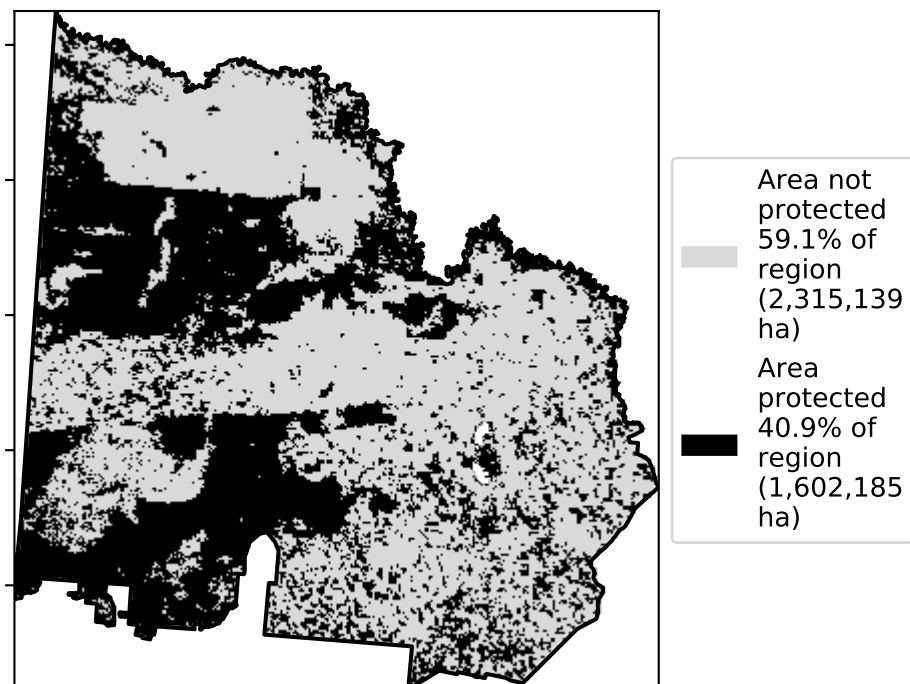 Area not
protected
59.1% of
region
(2,315,139
ha)
Area
protected
40.9% of
region
(1,602,185
ha)